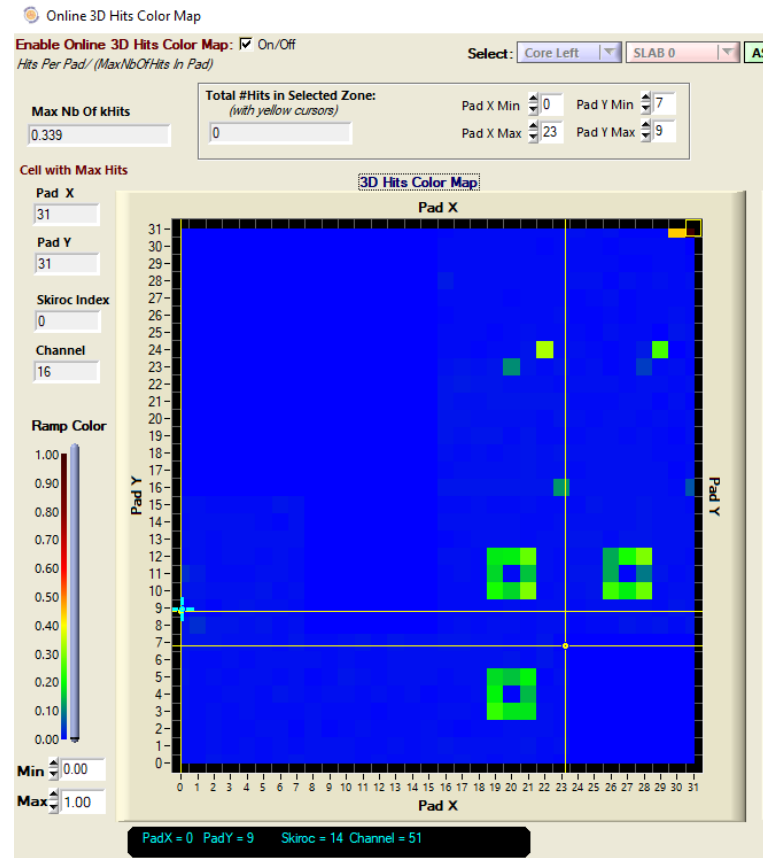 Online 3D Hits Color Map
Enable Online 3D Hits Color Map: On/Off
Hits Per Pad/ (MaxNbOfHits In Pad)
Select: Core Left SLAB 0
Max Nb Of kHits
0.339
Total #Hits in Selected Zone:
(with yellow cursors)
0
Pad X Min 0 Pad Y Min 7
Pad X Max 23 Pad Y Max 9
Cell with Max Hits
Pad X
31
Pad Y
31
Skiroc Index
0
Channel
16
Ramp Color
1.00
0.90
0.80
0.70
0.60
0.50
0.40
0.30
0.20
0.10
0.00
Min 0.00
Max 1.00
3D Hits Color Map
Pad X
31
30
29
28
27
26
25
24
23
22
21
20
19
18
17
16
15
14
13
12
11
10
9
8
7
6
5
4
3
2
1
0
Pad Y
Pad Y
0 1 2 3 4 5 6 7 8 9 10 11 12 13 14 15 16 17 18 19 20 21 22 23 24 25 26 27 28 29 30 31
Pad X
PadX = 0 PadY = 9 Skiroc = 14 Channel = 51